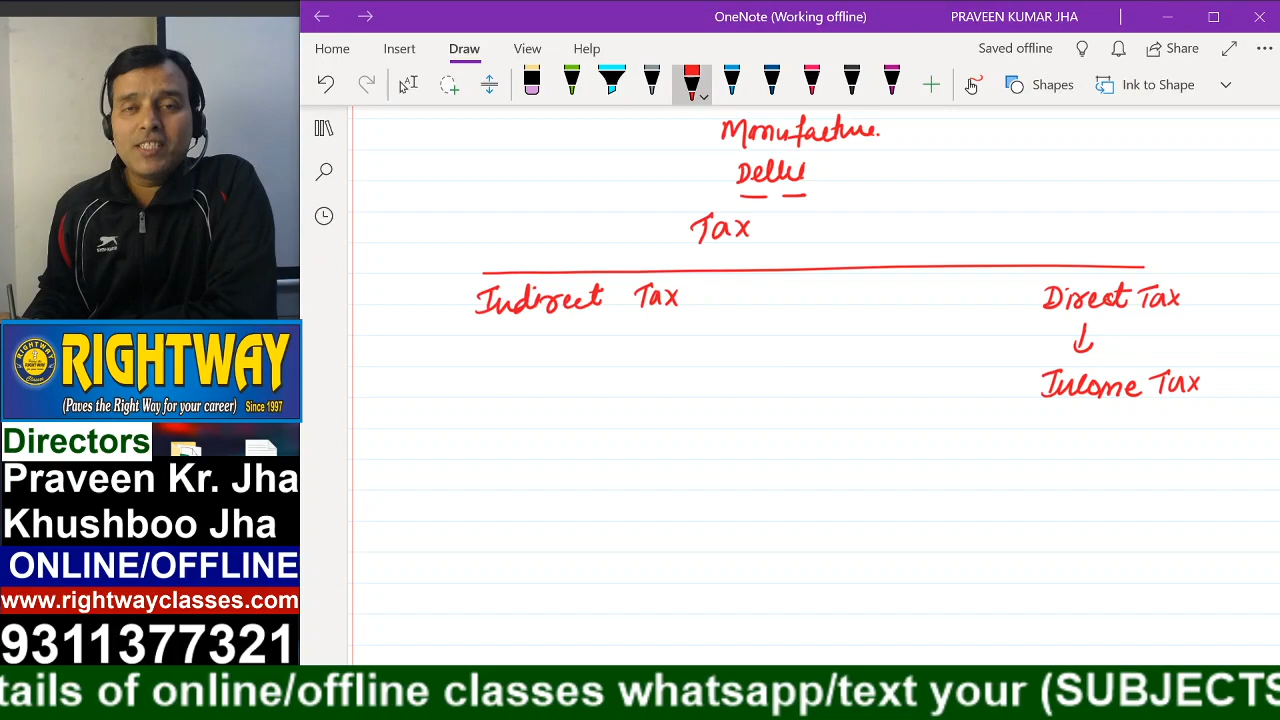 OneNote (Working offline)
PRAVEEN KUMAR JHA
Home Insert Draw View Help
Saved offline
Share
Shapes
Ink to Shape
Manufacture.
Delhi
Tax
Indirect Tax
Direct Tax
Income Tax
RIGHTWAY
(Paves the Right Way for your career) Since 1997
Directors
Praveen Kr. Jha
Khushboo Jha
ONLINE/OFFLINE
www.rightwayclasses.com
9311377321
tails of online/offline classes whatsapp/text your (SUBJECTS